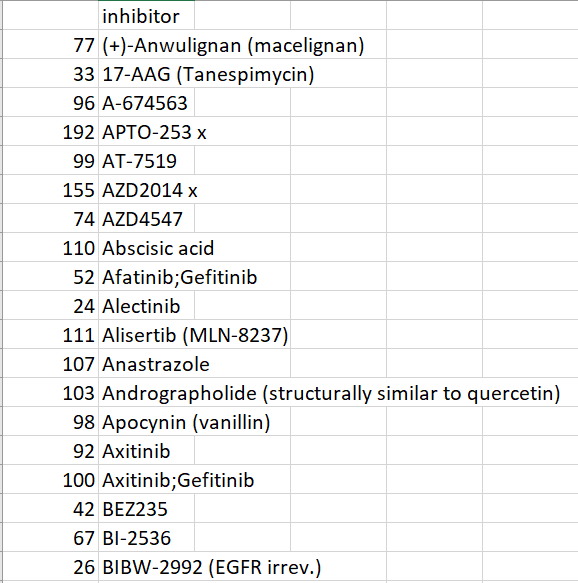 inhibitor
77 (+)-Anwulignan (macelignan)
33 17-AAG (Tanespimycin)
96 A-674563
192 APTO-253 x
99 AT-7519
155 AZD2014 x
74 AZD4547
110 Abscisic acid
52 Afatinib;Gefitinib
24 Alectinib
111 Alisertib (MLN-8237)
107 Anastrazole
103 Andrographolide (structurally similar to quercetin)
98 Apocynin (vanillin)
92 Axitinib
100 Axitinib;Gefitinib
42 BEZ235
67 BI-2536
26 BIBW-2992 (EGFR irrev.)